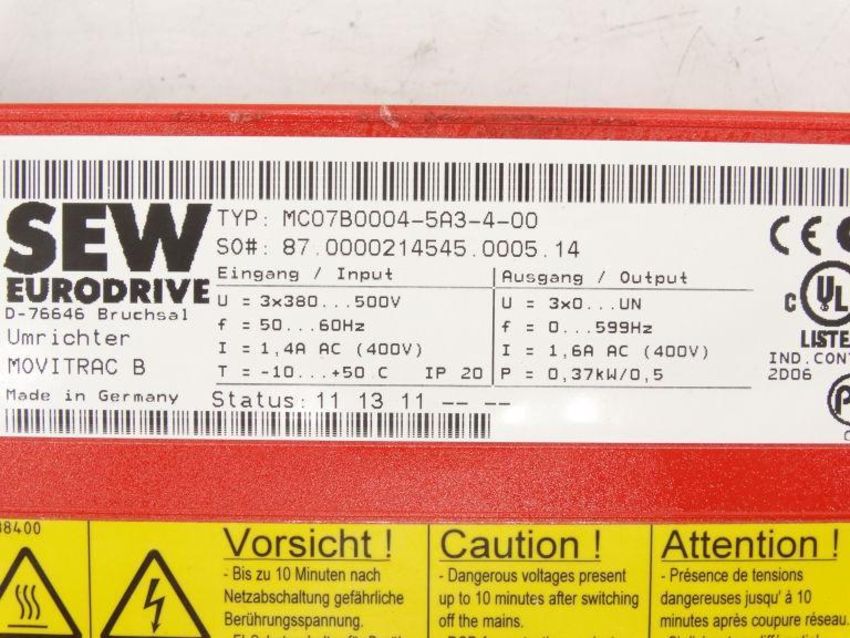 SEW
EURODRIVE
D-76646 Bruchsal
Umrichter
MOVITRAC B
Made in Germany
TYP: MC07B0004-5A3-4-00
SO#: 87.0000214545.0005.14
Eingang / Input
U = 3x380...500V
f = 50...60Hz
I = 1,4A AC (400V)
T = -10...+50 C IP 20
Ausgang / Output
U = 3x0...UN
f = 0...599Hz
I = 1,6A AC (400V)
P = 0,37kW/0,5
Status: 11 13 11 -- --
CE
C UL
LISTE
IND.CONT
2D06
88400
Vorsicht !
- Bis zu 10 Minuten nach
Netzabschaltung gefährliche
Berührungsspannung.
Caution !
- Dangerous voltages present
up to 10 minutes after switching
off the mains.
Attention !
- Présence de tensions
dangereuses jusqu' à 10
minutes après coupure réseau.